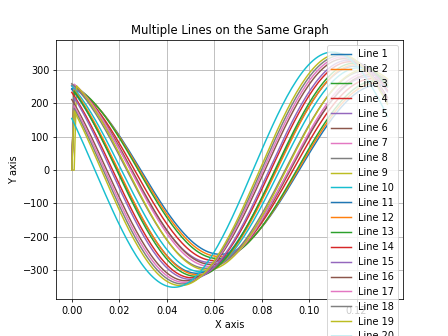 Multiple Lines on the Same Graph
Y axis
300
200
100
0
−100
−200
−300
0.00
0.02
0.04
0.06
0.08
0.10
X axis
Line 1
Line 2
Line 3
Line 4
Line 5
Line 6
Line 7
Line 8
Line 9
Line 10
Line 11
Line 12
Line 13
Line 14
Line 15
Line 16
Line 17
Line 18
Line 19
Line 20